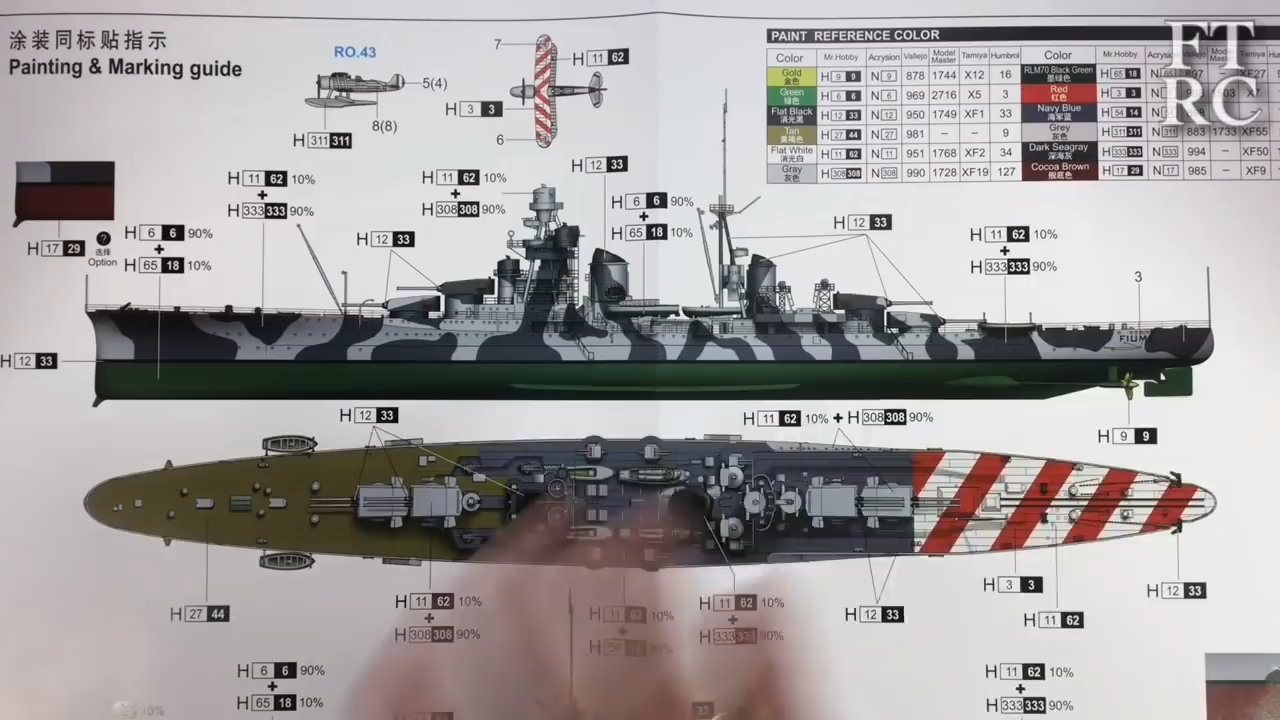 涂装同标贴指示
Painting & Marking guide
RO.43
5(4)
8(8)
H 311 311
7
H 11 62
H 3 3
6
PAINT REFERENCE COLOR
Color Mr.Hobby Acrysion Vallejo Model Master Tamiya Humbrol Color Mr.Hobby
Gold 金色 H 9 9 N 9 878 1744 X12 16 RLM70 Black Green 墨绿色 H 65 18
Green 绿色 H 6 6 N 6 969 2716 X5 3 Red 红色 H 3 3
Flat Black 消光黑 H 12 33 N 12 950 1749 XF1 33 Navy Blue 海军蓝 H 54 14
Tan 黄褐色 H 27 44 N 27 981 – – 9 Grey 灰色 H 311 311 N 311 883 1733 XF55
Flat White 消光白 H 11 62 N 11 951 1768 XF2 34 Dark Seagray 深海灰 H 333 333 N 333 994 – XF50
Gray 灰色 H 308 308 N 308 990 1728 XF19 127 Cocoa Brown 舰底红色 H 17 29 N 17 985 – XF9
FTRC
H 17 29
?
选择
Option
H 6 6 90%
+
H 65 18 10%
H 11 62 10%
+
H 333 333 90%
H 12 33
H 11 62 10%
+
H 308 308 90%
H 12 33
H 6 6 90%
+
H 65 18 10%
H 12 33
H 11 62 10%
+
H 333 333 90%
3
FIUM
H 12 33
H 9 9
H 12 33
H 11 62 10% + H 308 308 90%
H 27 44
H 11 62 10%
+
H 308 308 90%
H 11 62 10%
+
H 11 62 10%
+
H 333 333 90%
H 12 33
H 3 3
H 11 62
H 12 33
H 6 6 90%
+
H 65 18 10%
H 11 62 10%
+
H 333 333 90%
10%
33